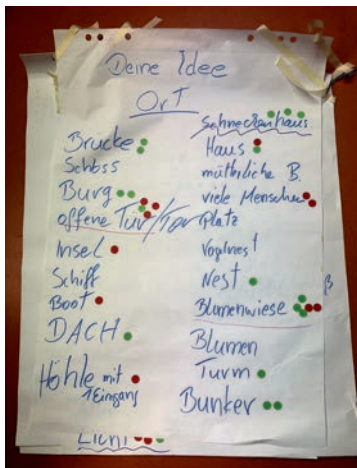 Deine Idee
Ort
Brücke
Schloss
Burg
offene Tür/Tor
Insel
Schiff
Boot
DACH
Höhle mit
1 Eingang
Licht
Schneckenhaus
Haus
mütterliche B.
viele Menschen
Platz
Vogelnest
Nest
Blumenwiese
Blumen
Turm
Bunker